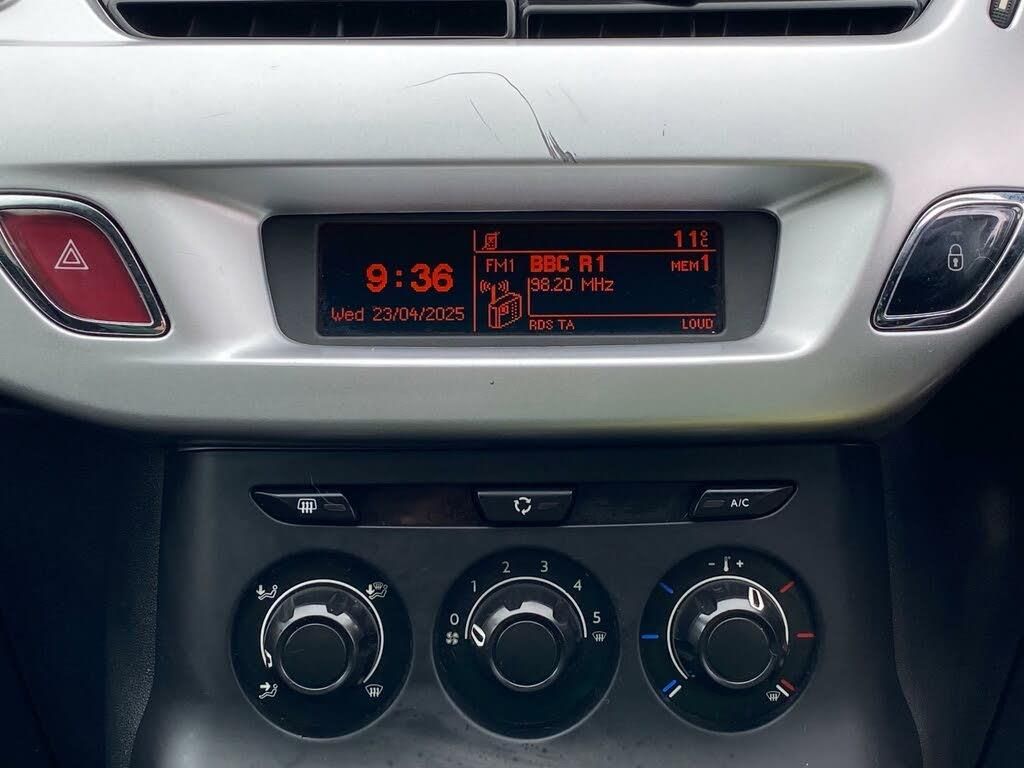 11°C
9:36
FM1 BBC R1 MEM1
98.20 MHz
Wed 23/04/2025
RDS TA LOUD
A/C
0 1 2 3 4 5
- +